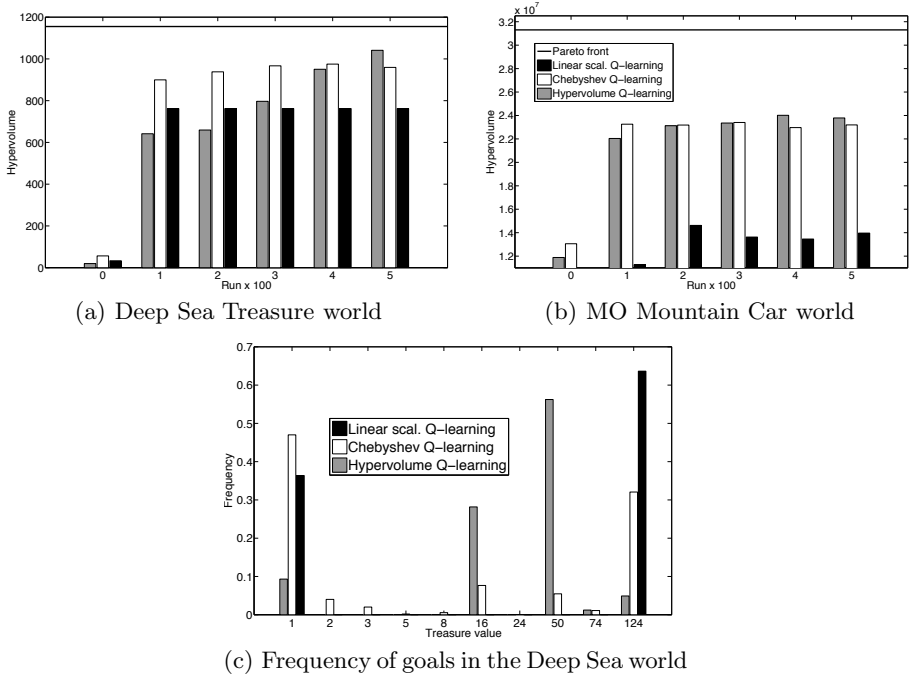 1200
1000
800
600
400
200
0
Hypervolume
0 1 2 3 4 5
Run x 100
(a) Deep Sea Treasure world
x 10^7
3.2
3
2.8
2.6
2.4
2.2
2
1.8
1.6
1.4
1.2
Hypervolume
Pareto front
Linear scal. Q-learning
Chebyshev Q-learning
Hypervolume Q-learning
0 1 2 3 4 5
Run x 100
(b) MO Mountain Car world
0.7
0.6
0.5
0.4
0.3
0.2
0.1
0
Frequency
Linear scal. Q-learning
Chebyshev Q-learning
Hypervolume Q-learning
1 2 3 5 8 16 24 50 74 124
Treasure value
(c) Frequency of goals in the Deep Sea world